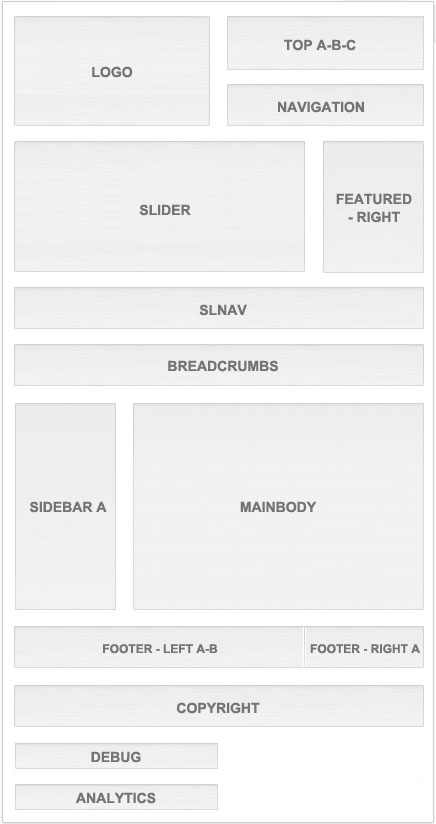 LOGO
TOP A-B-C
NAVIGATION
SLIDER
FEATURED
- RIGHT
SLNAV
BREADCRUMBS
SIDEBAR A
MAINBODY
FOOTER - LEFT A-B
FOOTER - RIGHT A
COPYRIGHT
DEBUG
ANALYTICS